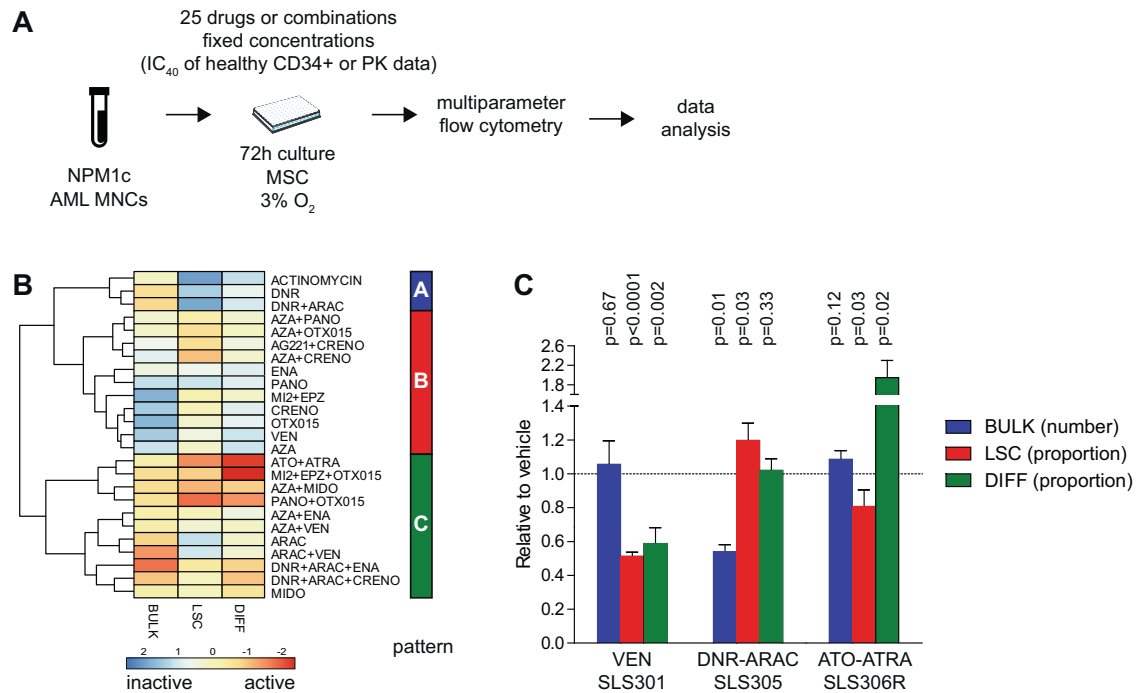 A
25 drugs or combinations
fixed concentrations
(IC40 of healthy CD34+ or PK data)
NPM1c
AML MNCs
72h culture
MSC
3% O2
multiparameter
flow cytometry
data
analysis
B
ACTINOMYCIN
DNR
DNR+ARAC
AZA+PANO
AZA+OTX015
AG221+CRENO
AZA+CRENO
ENA
PANO
MI2+EPZ
CRENO
OTX015
VEN
AZA
ATO+ATRA
MI2+EPZ+OTX015
AZA+MIDO
PANO+OTX015
AZA+ENA
AZA+VEN
ARAC
ARAC+VEN
DNR+ARAC+ENA
DNR+ARAC+CRENO
MIDO
A
B
C
BULK
LSC
DIFF
pattern
2 1 0 -1 -2
inactive active
C
p=0.67
p<0.0001
p=0.002
p=0.01
p=0.03
p=0.33
p=0.12
p=0.03
p=0.02
Relative to vehicle
2.6
2.2
1.8
1.4
1.2
1.0
0.8
0.6
0.4
0.2
0.0
VEN
SLS301
DNR-ARAC
SLS305
ATO-ATRA
SLS306R
BULK (number)
LSC (proportion)
DIFF (proportion)